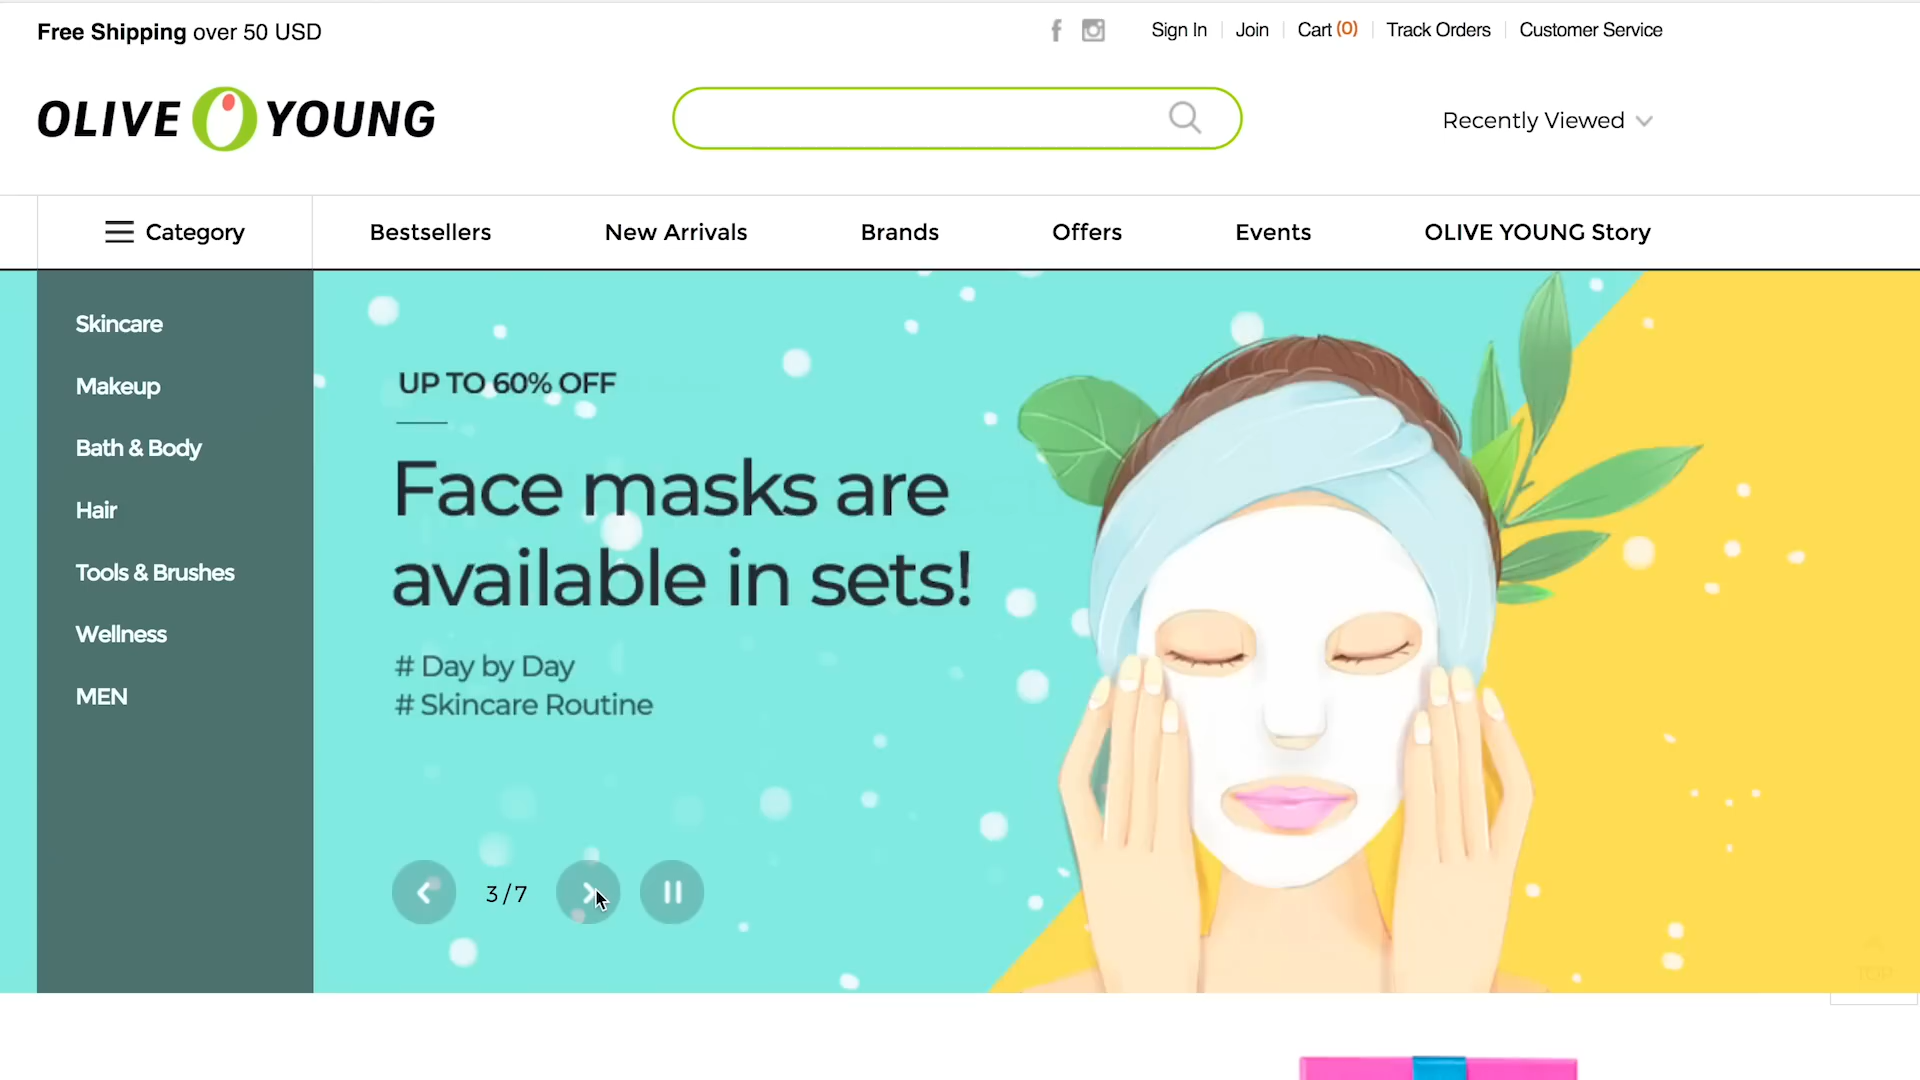 Free Shipping over 50 USD
Sign In
Join
Cart (0)
Track Orders
Customer Service
OLIVE YOUNG
Recently Viewed
Category
Bestsellers
New Arrivals
Brands
Offers
Events
OLIVE YOUNG Story
Skincare
Makeup
Bath & Body
Hair
Tools & Brushes
Wellness
MEN
UP TO 60% OFF
Face masks are
available in sets!
# Day by Day
# Skincare Routine
3 / 7
TOP